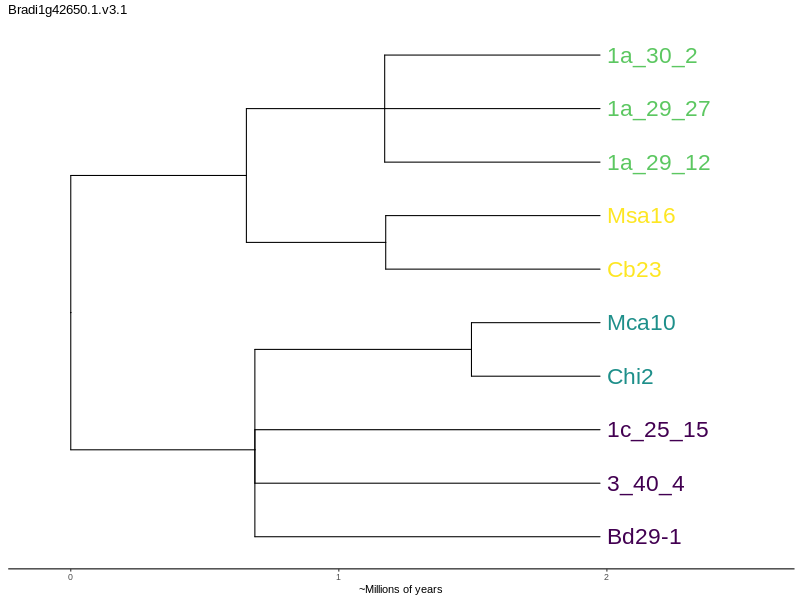 Bradi1g42650.1.v3.1
1a_30_2
1a_29_27
1a_29_12
Msa16
Cb23
Mca10
Chi2
1c_25_15
3_40_4
Bd29-1
0 1 2
~Millions of years